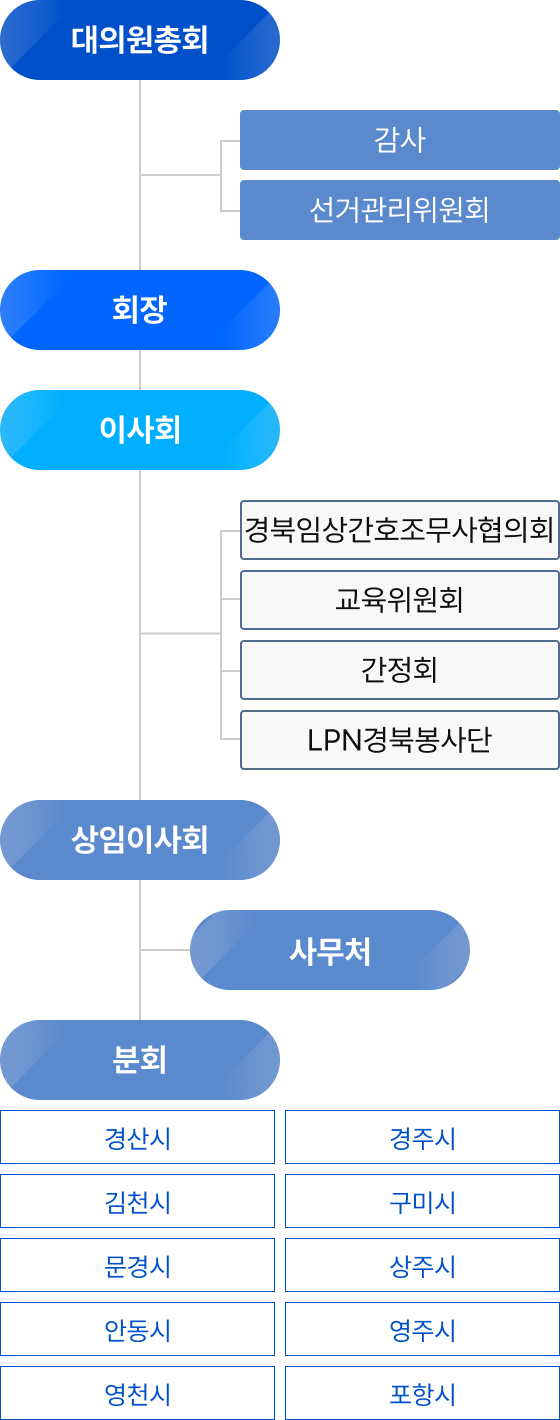 대의원총회
감사
선거관리위원회
회장
이사회
경북임상간호조무사협의회
교육위원회
간정회
LPN경북봉사단
상임이사회
사무처
분회
경산시
경주시
김천시
구미시
문경시
상주시
안동시
영주시
영천시
포항시